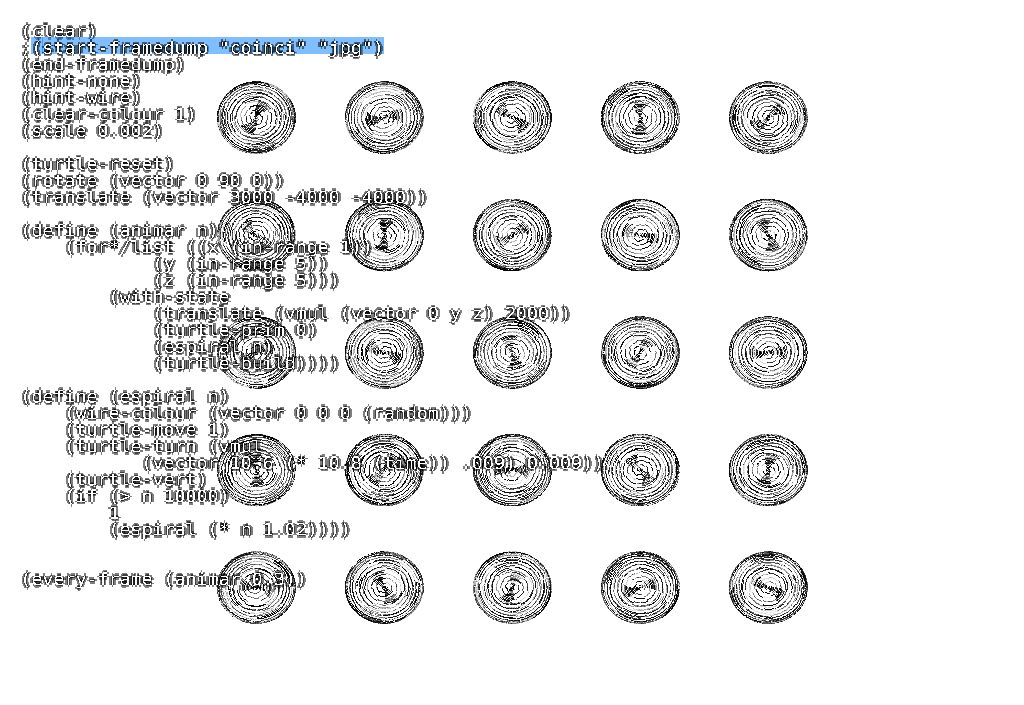 (clear)
;(start-framedump "coinci" "jpg")
(end-framedump)
(hint-none)
(hint-wire)
(clear-colour 1)
(scale 0.002)
(turtle-reset)
(rotate (vector 0 90 0))
(translate (vector 3000 -4000 -4000))
(define (animar n)
(for*/list ((x (in-range 1))
(y (in-range 5))
(z (in-range 5)))
(with-state
(translate (vmul (vector 0 y z) 2000))
(turtle-prim 0)
(espiral n)
(turtle-build))))
(define (espiral n)
(wire-colour (vector 0 0 0 (random)))
(turtle-move 1)
(turtle-turn (vmul
(vector 10 6 (* 10.8 (time)) .009) 0.009))
(turtle-vert)
(if (> n 10000)
1
(espiral (* n 1.02))))
(every-frame (animar